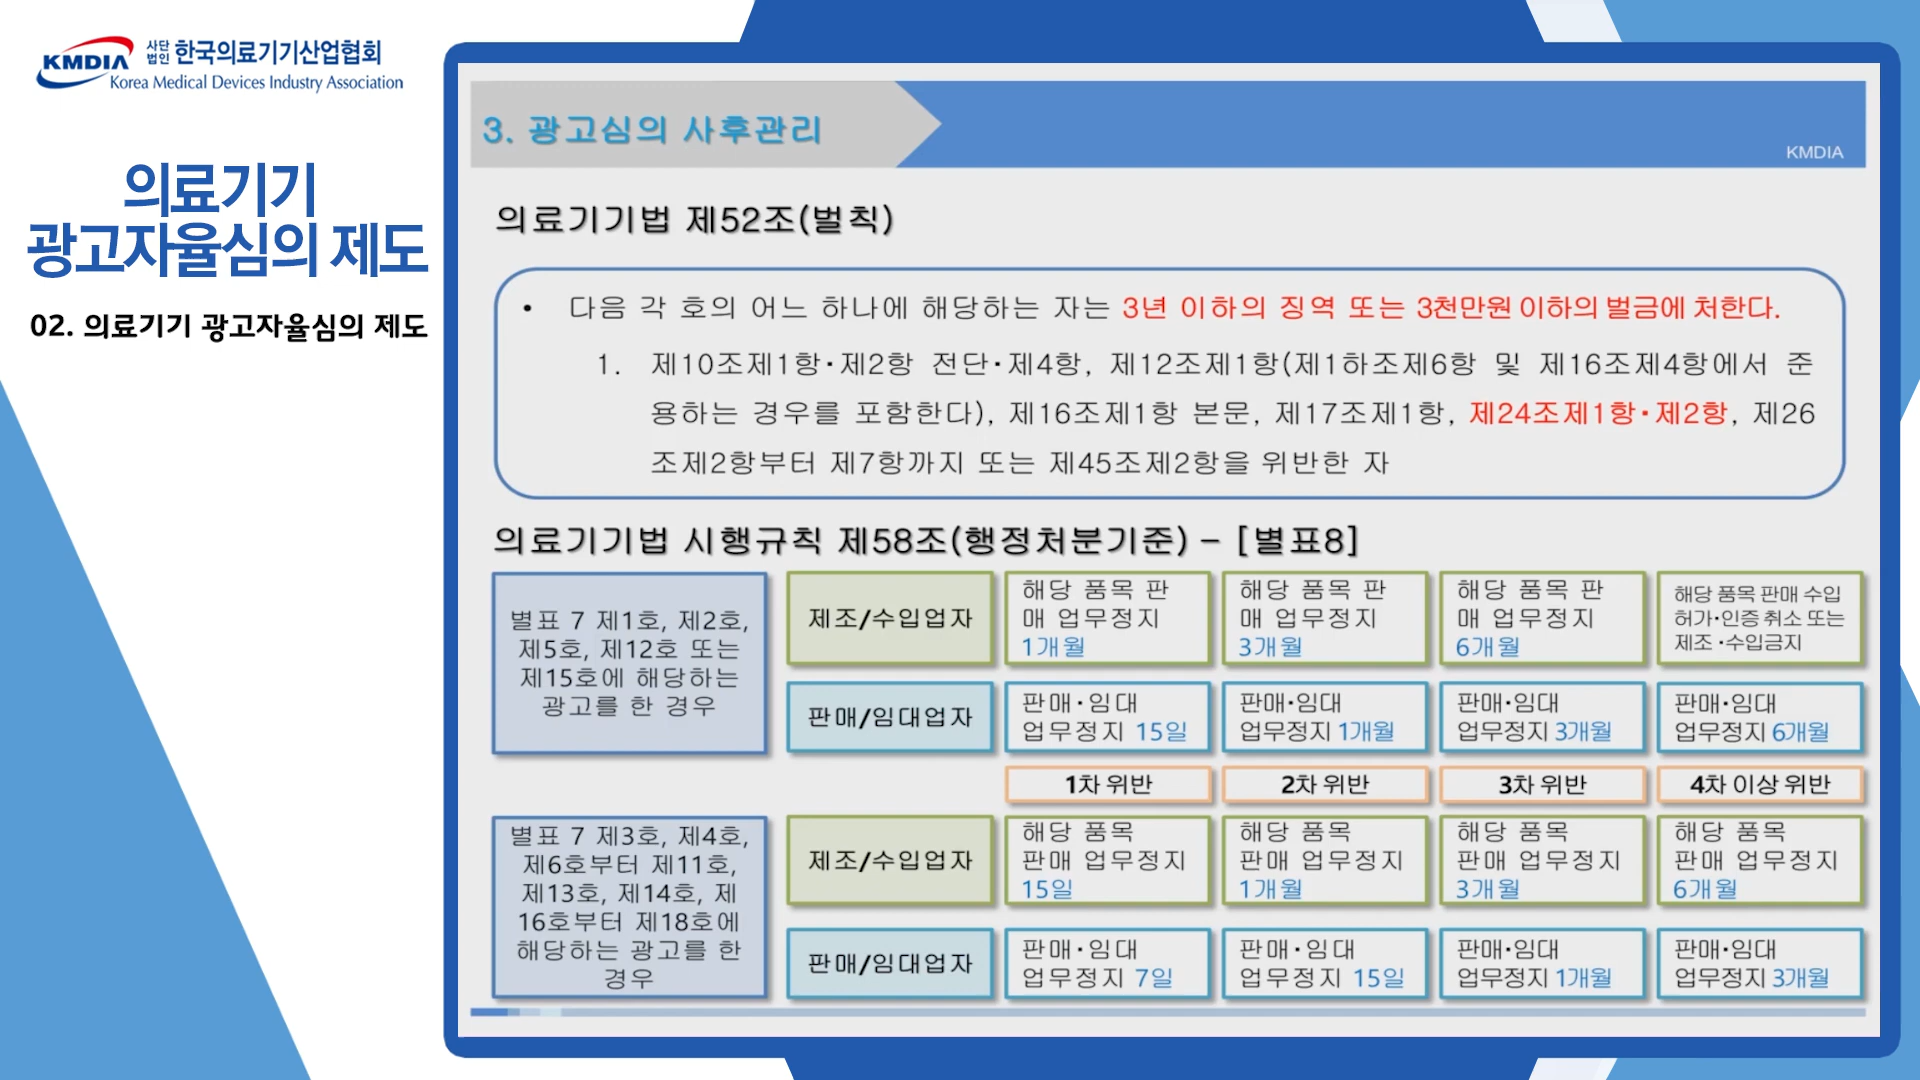 KMDIA 사단법인 한국의료기기산업협회
Korea Medical Devices Industry Association
의료기기
광고자율심의 제도
02. 의료기기 광고자율심의 제도
3. 광고심의 사후관리
KMDIA
의료기기법 제52조(벌칙)
• 다음 각 호의 어느 하나에 해당하는 자는 3년 이하의 징역 또는 3천만원 이하의 벌금에 처한다.
1. 제10조제1항·제2항 전단·제4항, 제12조제1항(제1하조제6항 및 제16조제4항에서 준
용하는 경우를 포함한다), 제16조제1항 본문, 제17조제1항, 제24조제1항·제2항, 제26
조제2항부터 제7항까지 또는 제45조제2항을 위반한 자
의료기기법 시행규칙 제58조(행정처분기준) – [별표8]
별표 7 제1호, 제2호,
제5호, 제12호 또는
제15호에 해당하는
광고를 한 경우
제조/수입업자
해당 품목 판
매 업무정지
1개월
해당 품목 판
매 업무정지
3개월
해당 품목 판
매 업무정지
6개월
해당 품목 판매 수입
허가·인증 취소 또는
제조 ·수입금지
판매/임대업자
판매·임대
업무정지 15일
판매·임대
업무정지 1개월
판매·임대
업무정지 3개월
판매·임대
업무정지 6개월
1차 위반
2차 위반
3차 위반
4차 이상 위반
별표 7 제3호, 제4호,
제6호부터 제11호,
제13호, 제14호, 제
16호부터 제18호에
해당하는 광고를 한
경우
제조/수입업자
해당 품목
판매 업무정지
15일
해당 품목
판매 업무정지
1개월
해당 품목
판매 업무정지
3개월
해당 품목
판매 업무정지
6개월
판매/임대업자
판매·임대
업무정지 7일
판매·임대
업무정지 15일
판매·임대
업무정지 1개월
판매·임대
업무정지 3개월